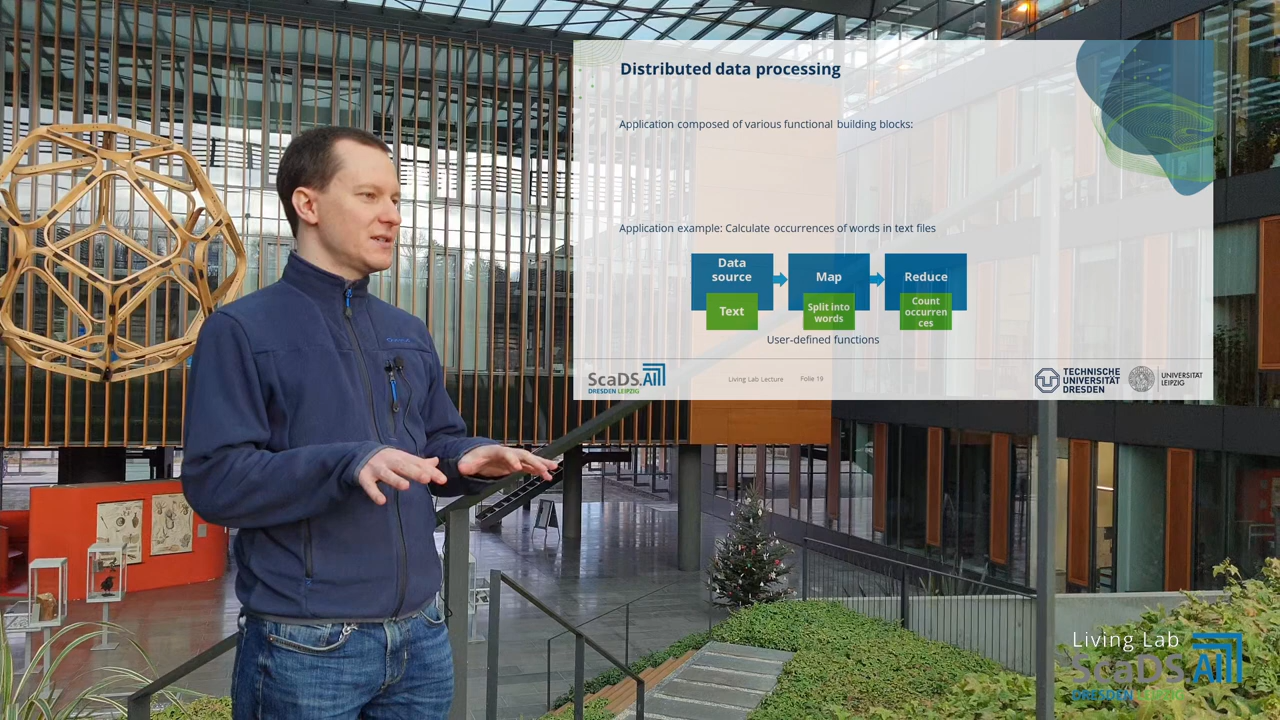 Distributed data processing
Application composed of various functional building blocks:
Application example: Calculate occurrences of words in text files
Data
source
Map
Reduce
Text
Split into
words
Count
occurren
ces
User-defined functions
ScaDS.AI
DRESDEN LEIPZIG
Living Lab Lecture
Folie 19
TECHNISCHE
UNIVERSITÄT
DRESDEN
UNIVERSITÄT
LEIPZIG
Living Lab
ScaDS.AI
DRESDEN LEIPZIG